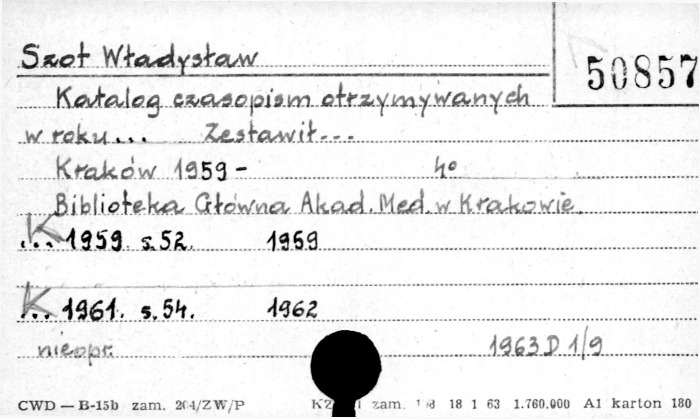 Szot Władysław
50857
Katalog czasopism otrzymywanych
w roku... Zestawił...
Kraków 1959- 4°
Biblioteka Główna Akad. Med. w Krakowie.
K
... 1959. s.52. 1959
K
... 1961. s.54. 1962
nieopr. 1963 D 1/9
CWD — B-15b zam. 204/ZW/P zam. 18 1 63 1.760.000 A1 karton 180